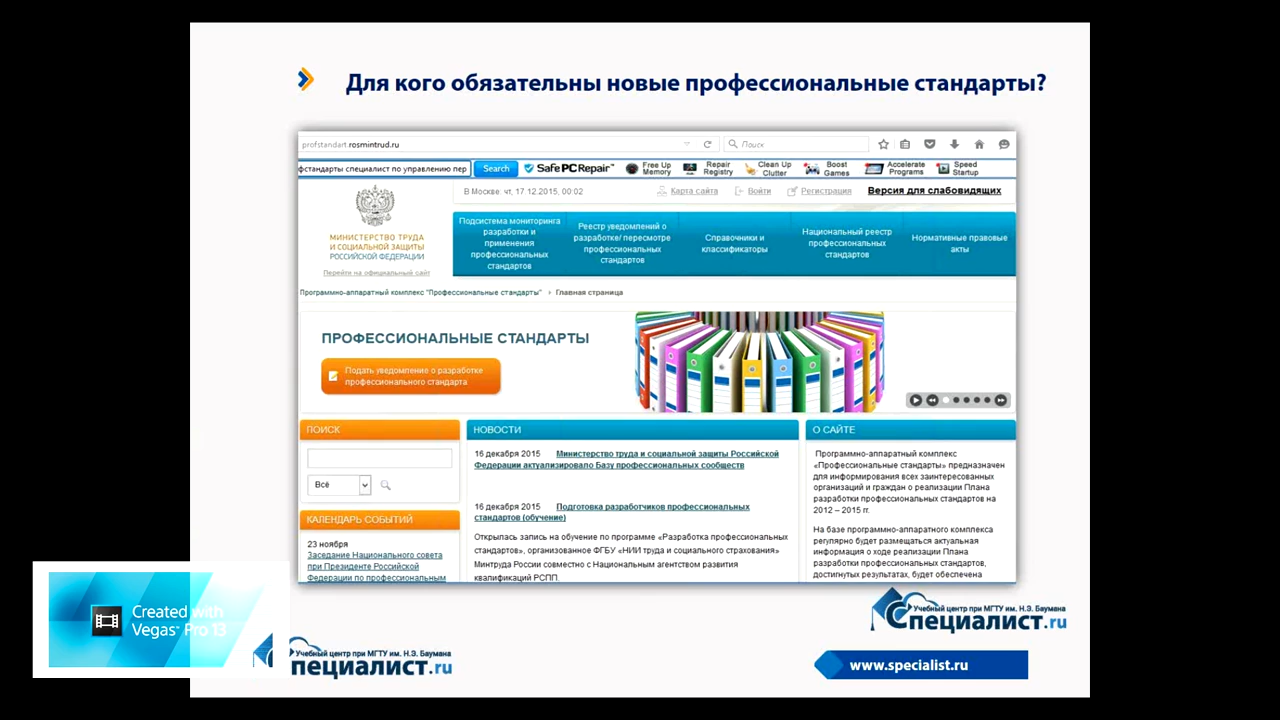 Для кого обязательны новые профессиональные стандарты?
profstandart.rosmintrud.ru
Поиск
фстандарты специалист по управлению пер
Search
SafePCRepair
Free Up
Memory
Repair
Registry
Clean Up
Clutter
Boost
Games
Accelerate
Programs
Speed
Startup
В Москве: чт, 17.12.2015, 00:02
Карта сайта
Войти
Регистрация
Версия для слабовидящих
МИНИСТЕРСТВО ТРУДА
И СОЦИАЛЬНОЙ ЗАЩИТЫ
РОССИЙСКОЙ ФЕДЕРАЦИИ
Перейти на официальный сайт
Подсистема мониторинга
разработки и
применения
профессиональных
стандартов
Реестр уведомлений о
разработке/ пересмотре
профессиональных
стандартов
Справочники и
классификаторы
Национальный реестр
профессиональных
стандартов
Нормативные правовые
акты
Программно-аппаратный комплекс "Профессиональные стандарты" › Главная страница
ПРОФЕССИОНАЛЬНЫЕ СТАНДАРТЫ
Подать уведомление о разработке
профессионального стандарта
ПОИСК
Всё
КАЛЕНДАРЬ СОБЫТИЙ
23 ноября
Заседание Национального совета
при Президенте Российской
Федерации по профессиональным
НОВОСТИ
16 декабря 2015 Министерство труда и социальной защиты Российской
Федерации актуализировало Базу профессиональных сообществ
16 декабря 2015 Подготовка разработчиков профессиональных
стандартов (обучение)
Открылась запись на обучение по программе «Разработка профессиональных
стандартов», организованное ФГБУ «НИИ труда и социального страхования»
Минтруда России совместно с Национальным агентством развития
квалификаций РСПП.
О САЙТЕ
Программно-аппаратный комплекс
«Профессиональные стандарты» предназначен
для информирования всех заинтересованных
организаций и граждан о реализации Плана
разработки профессиональных стандартов на
2012 – 2015 гг.
На базе программно-аппаратного комплекса
регулярно будет размещаться актуальная
информация о ходе реализации Плана
разработки профессиональных стандартов,
достигнутых результатах, будет обеспечена
Учебный центр при МГТУ им. Н.Э. Баумана
Специалист.ru
www.specialist.ru
Created with
Vegas™ Pro 13
Учебный центр при МГТУ им. Н.Э. Баумана
пециалист.ru